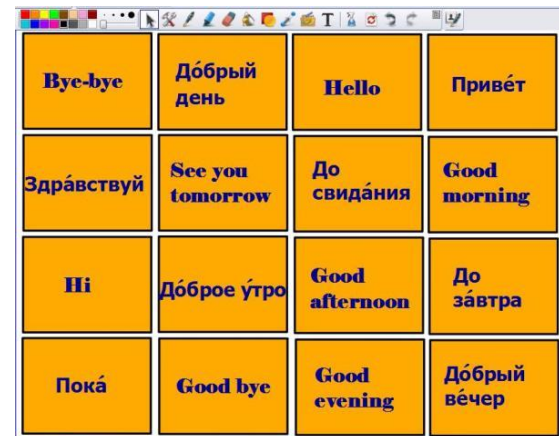 Bye-bye
До́брый
день
Hello
Приве́т
Здра́вствуй
See you
tomorrow
До
свида́ния
Good
morning
Hi
До́брое у́тро
Good
afternoon
До
за́втра
Пока́
Good bye
Good
evening
До́брый
ве́чер